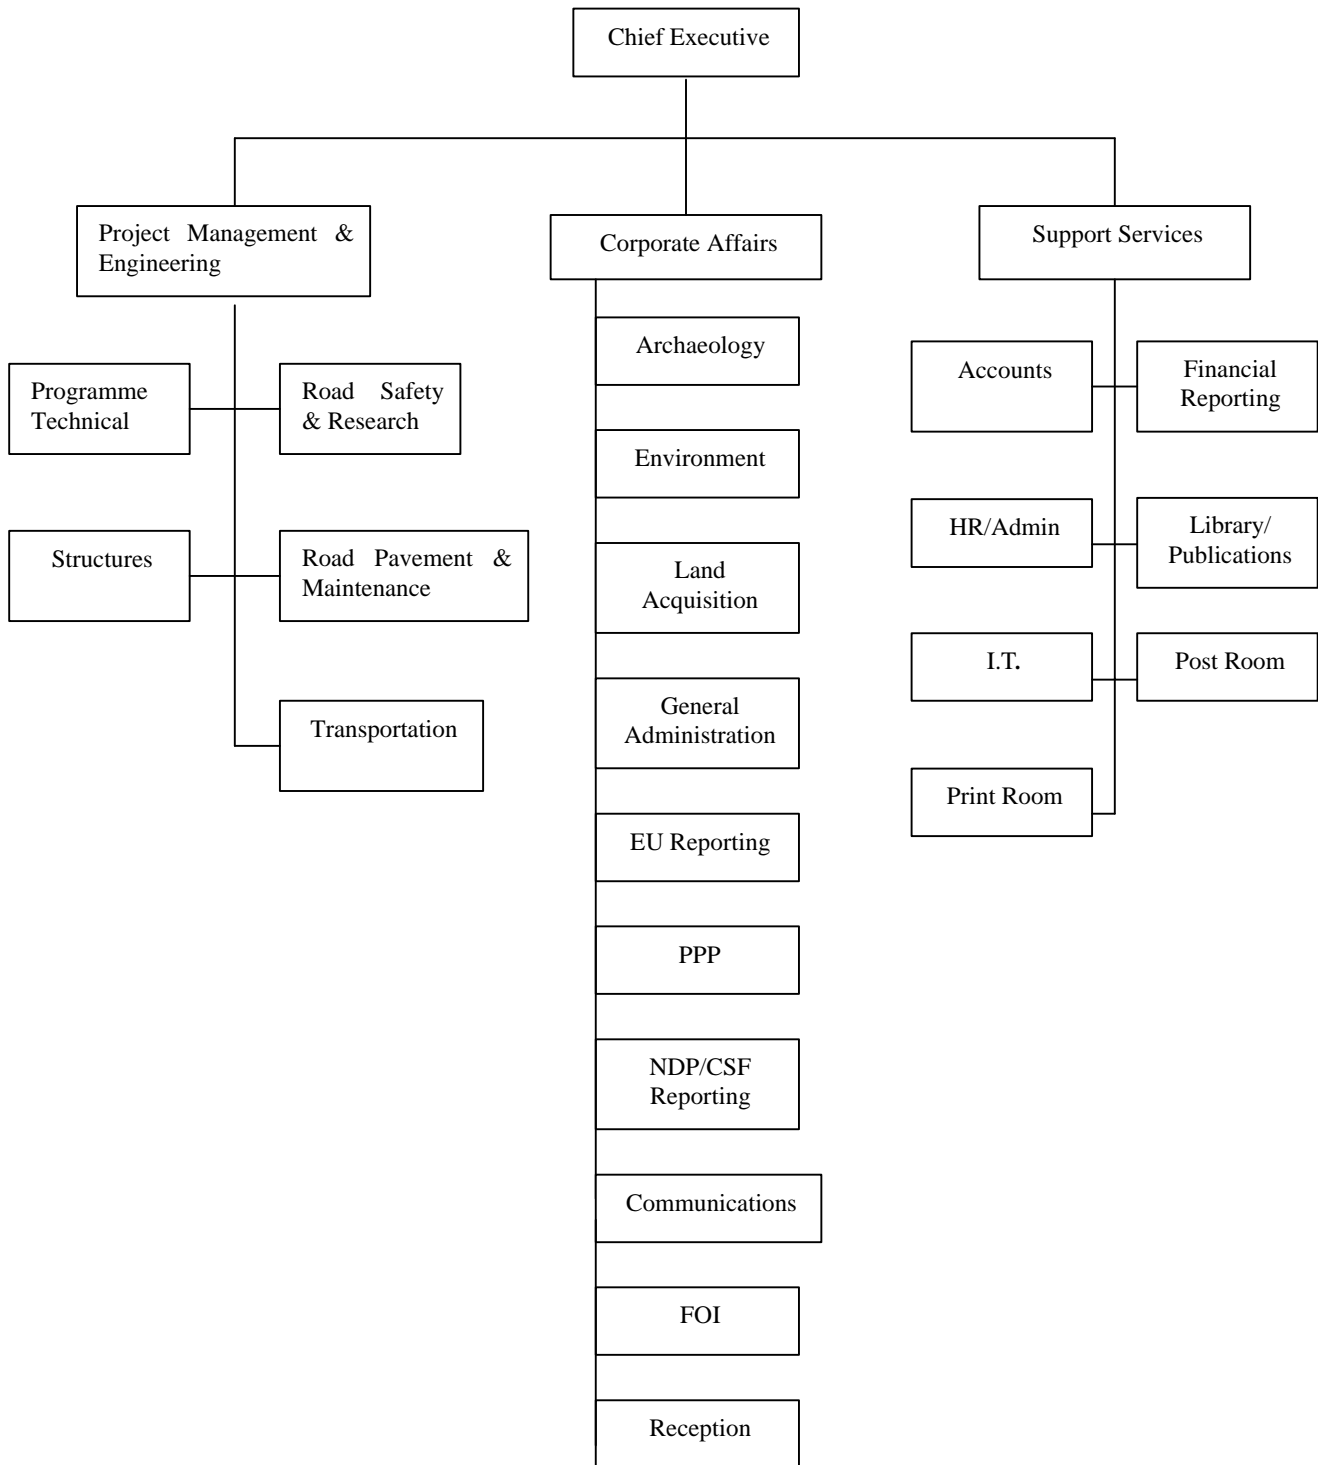 Chief Executive
Project Management &
Engineering
Corporate Affairs
Support Services
Programme
Technical
Road Safety
& Research
Structures
Road Pavement &
Maintenance
Transportation
Archaeology
Environment
Land
Acquisition
General
Administration
EU Reporting
PPP
NDP/CSF
Reporting
Communications
FOI
Reception
Accounts
Financial
Reporting
HR/Admin
Library/
Publications
I.T.
Post Room
Print Room